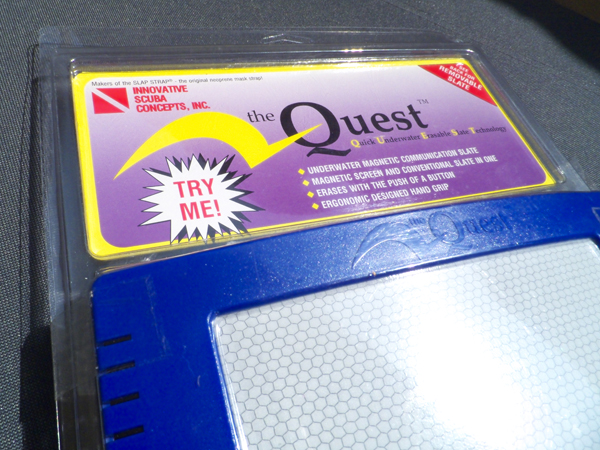 Makers of the SLAP STRAP® - the original neoprene mask strap!
INNOVATIVE
SCUBA
CONCEPTS, INC.
REMOVABLE
SLATE
the Quest™
Quick Underwater Erasable Slate Technology
UNDERWATER MAGNETIC COMMUNICATION SLATE
MAGNETIC SCREEN AND CONVENTIONAL SLATE IN ONE
ERASES WITH THE PUSH OF A BUTTON
ERGONOMIC DESIGNED HAND GRIP
TRY
ME!
Quest